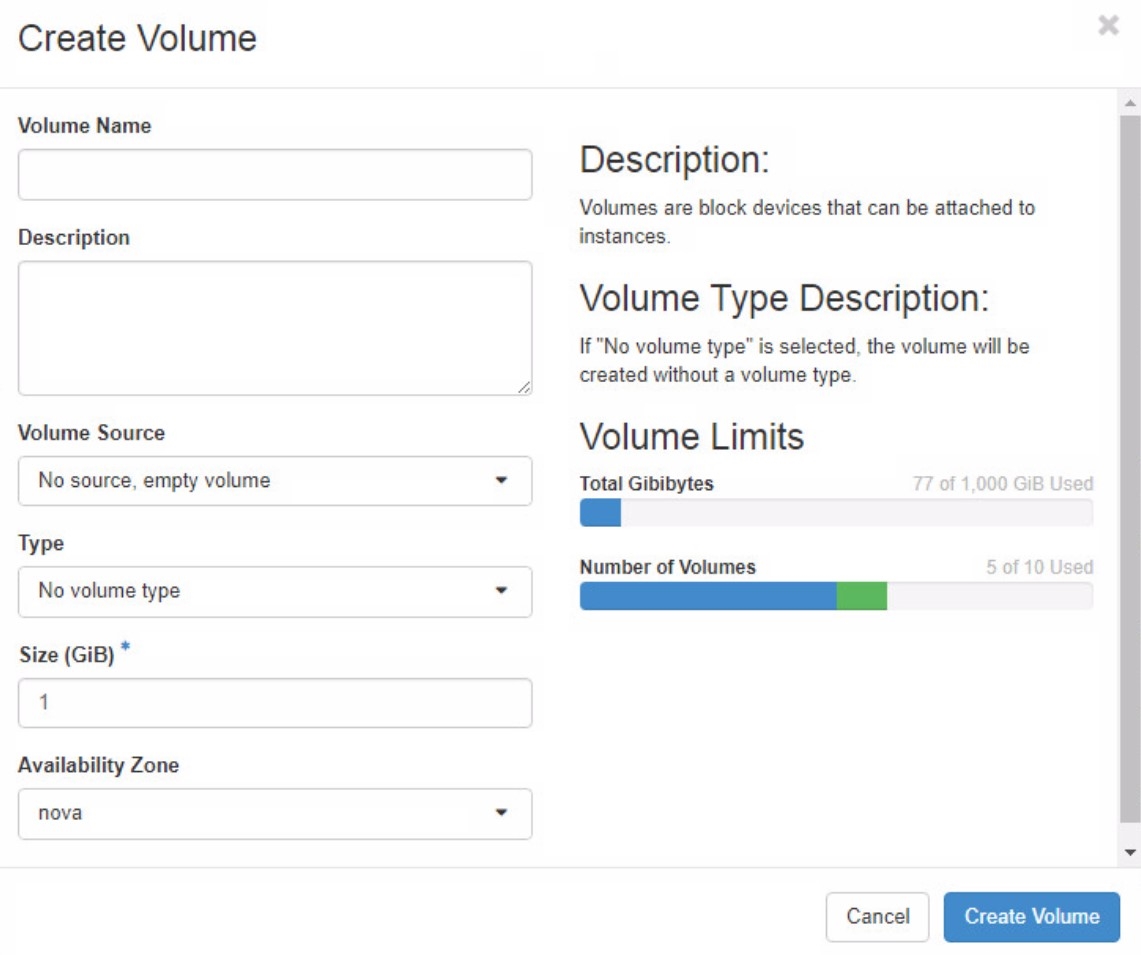 Create Volume
×
Volume Name
Description
Volume Source
No source, empty volume
Type
No volume type
Size (GiB) *
1
Availability Zone
nova
Description:
Volumes are block devices that can be attached to
instances.
Volume Type Description:
If "No volume type" is selected, the volume will be
created without a volume type.
Volume Limits
Total Gibibytes 77 of 1,000 GiB Used
Number of Volumes 5 of 10 Used
Cancel Create Volume